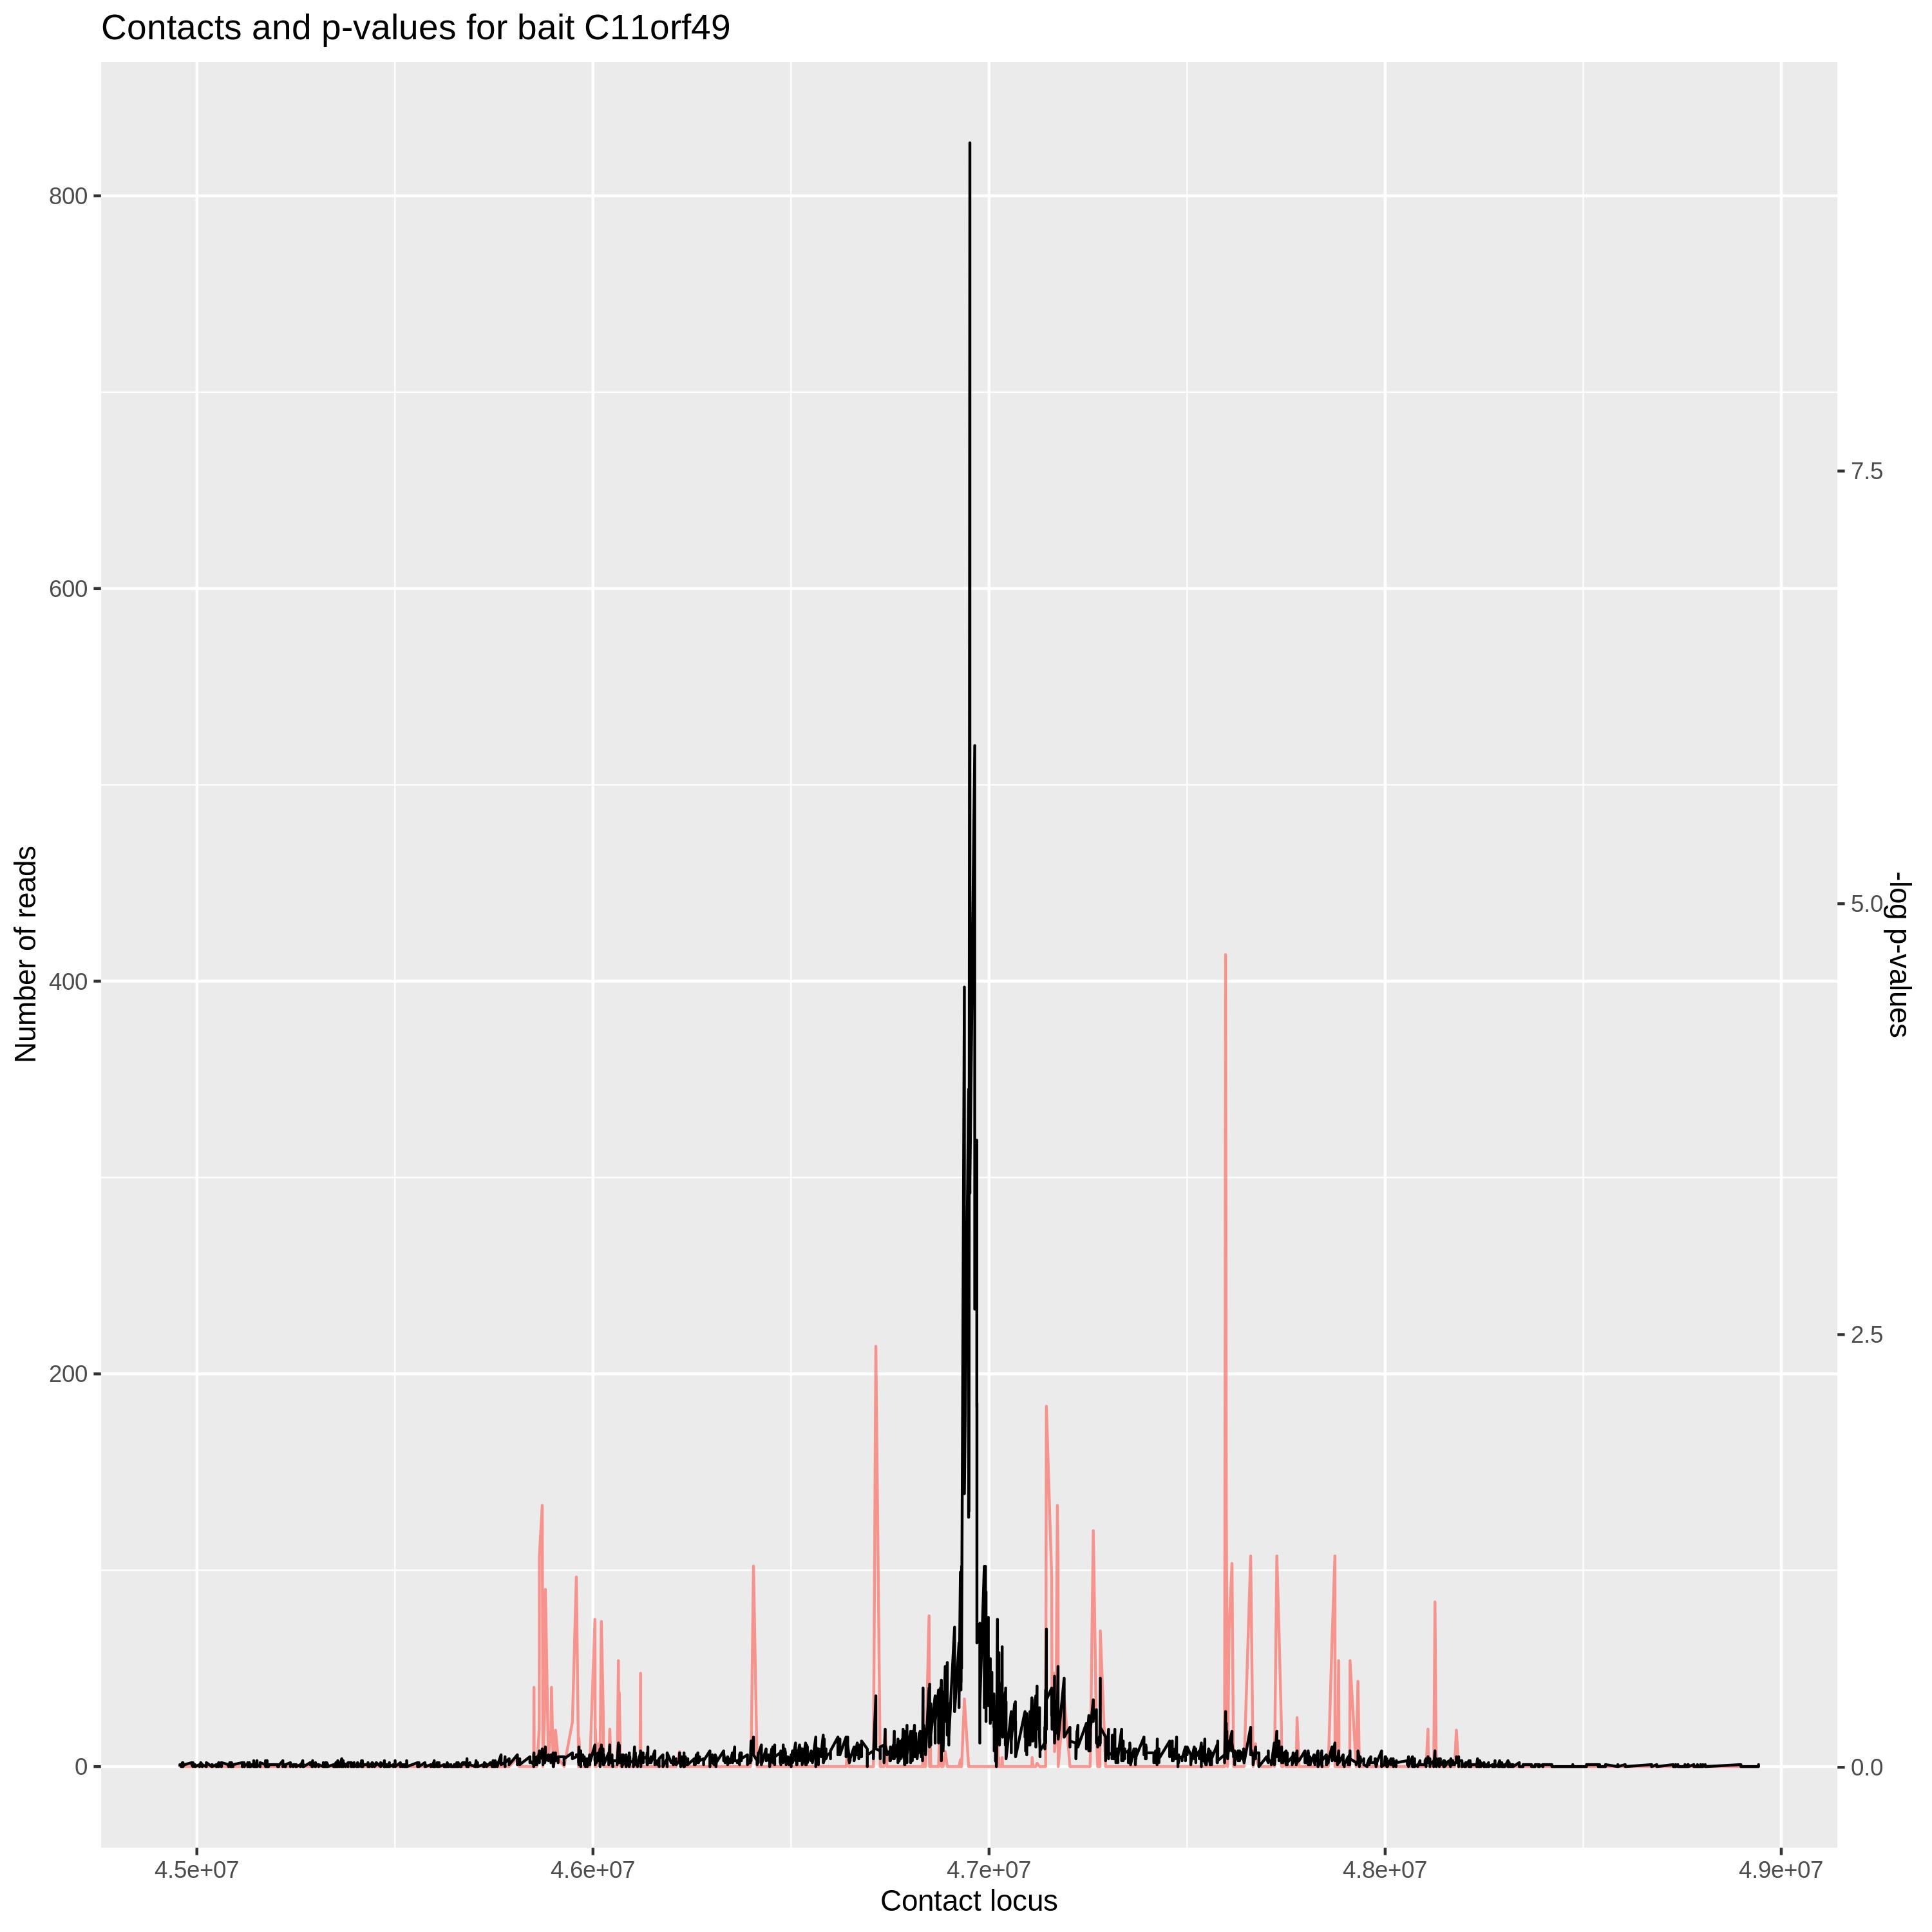 Contacts and p-values for bait C11orf49
800
600
400
200
0
Number of reads
7.5
5.0
2.5
0.0
-log p-values
4.5e+07 4.6e+07 4.7e+07 4.8e+07 4.9e+07
Contact locus